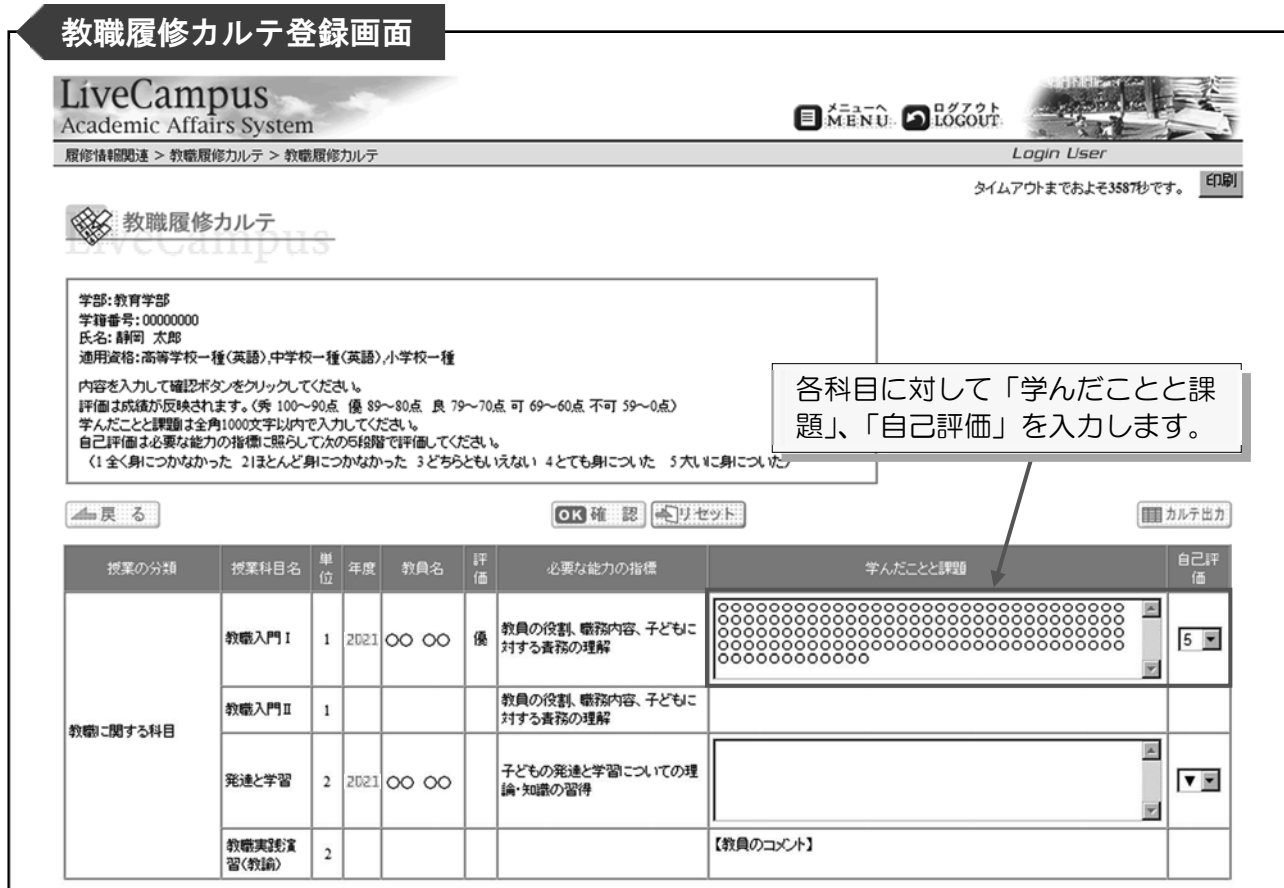 教職履修カルテ登録画面
LiveCampus
Academic Affairs System
メニューへ
MENU
ログアウト
LOGOUT
履修情報関連 > 教職履修カルテ > 教職履修カルテ
Login User
タイムアウトまでおよそ3587秒です。
印刷
教職履修カルテ
LiveCampus
学部:教育学部
学籍番号:00000000
氏名:静岡 太郎
適用資格:高等学校一種(英語),中学校一種(英語),小学校一種
内容を入力して確認ボタンをクリックしてください。
評価は成績が反映されます。(秀 100～90点 優 89～80点 良 79～70点 可 69～60点 不可 59～0点)
学んだことと課題は全角1000文字以内で入力してください。
自己評価は必要な能力の指標に照らして次の5段階で評価してください。
(1 全く身につかなかった 2ほとんど身につかなかった 3 どちらともいえない 4 とても身についた 5 大いに身についた)
各科目に対して「学んだことと課
題」、「自己評価」を入力します。
戻 る
OK 確 認
リセット
カルテ出力
授業の分類
授業科目名
単
位
年度
教員名
評
価
必要な能力の指標
学んだことと課題
自己評
価
教職に関する科目
教職入門 I
1
2021
○○ ○○
優
教員の役割、職務内容、子どもに
対する責務の理解
○○○○○○○○○○○○○○○○○○○○○○○○○○○○○○○○○
○○○○○○○○○○○○○○○○○○○○○○○○○○○○○○○○○
○○○○○○○○○○○○○○○○○○○○○○○○○○○○○○○○○
○○○○○○○○○○○○○○○○○○○○○○○○○○○○○○○○○
○○○○○○○○○○○○
5
教職入門 II
1
教員の役割、職務内容、子どもに
対する責務の理解
発達と学習
2
2021
○○ ○○
子どもの発達と学習についての理
論・知識の習得
▼
教職実践演
習(教諭)
2
【教員のコメント】